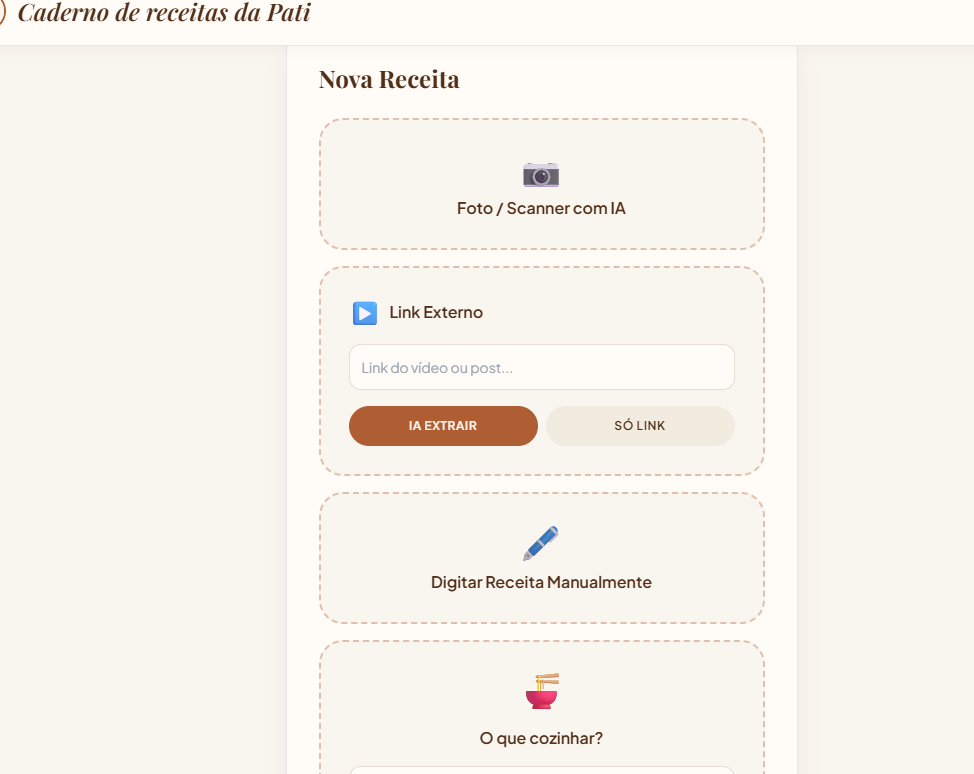 Caderno de receitas da Pati
Nova Receita
Foto / Scanner com IA
Link Externo
Link do vídeo ou post...
IA EXTRAIR
SÓ LINK
Digitar Receita Manualmente
O que cozinhar?